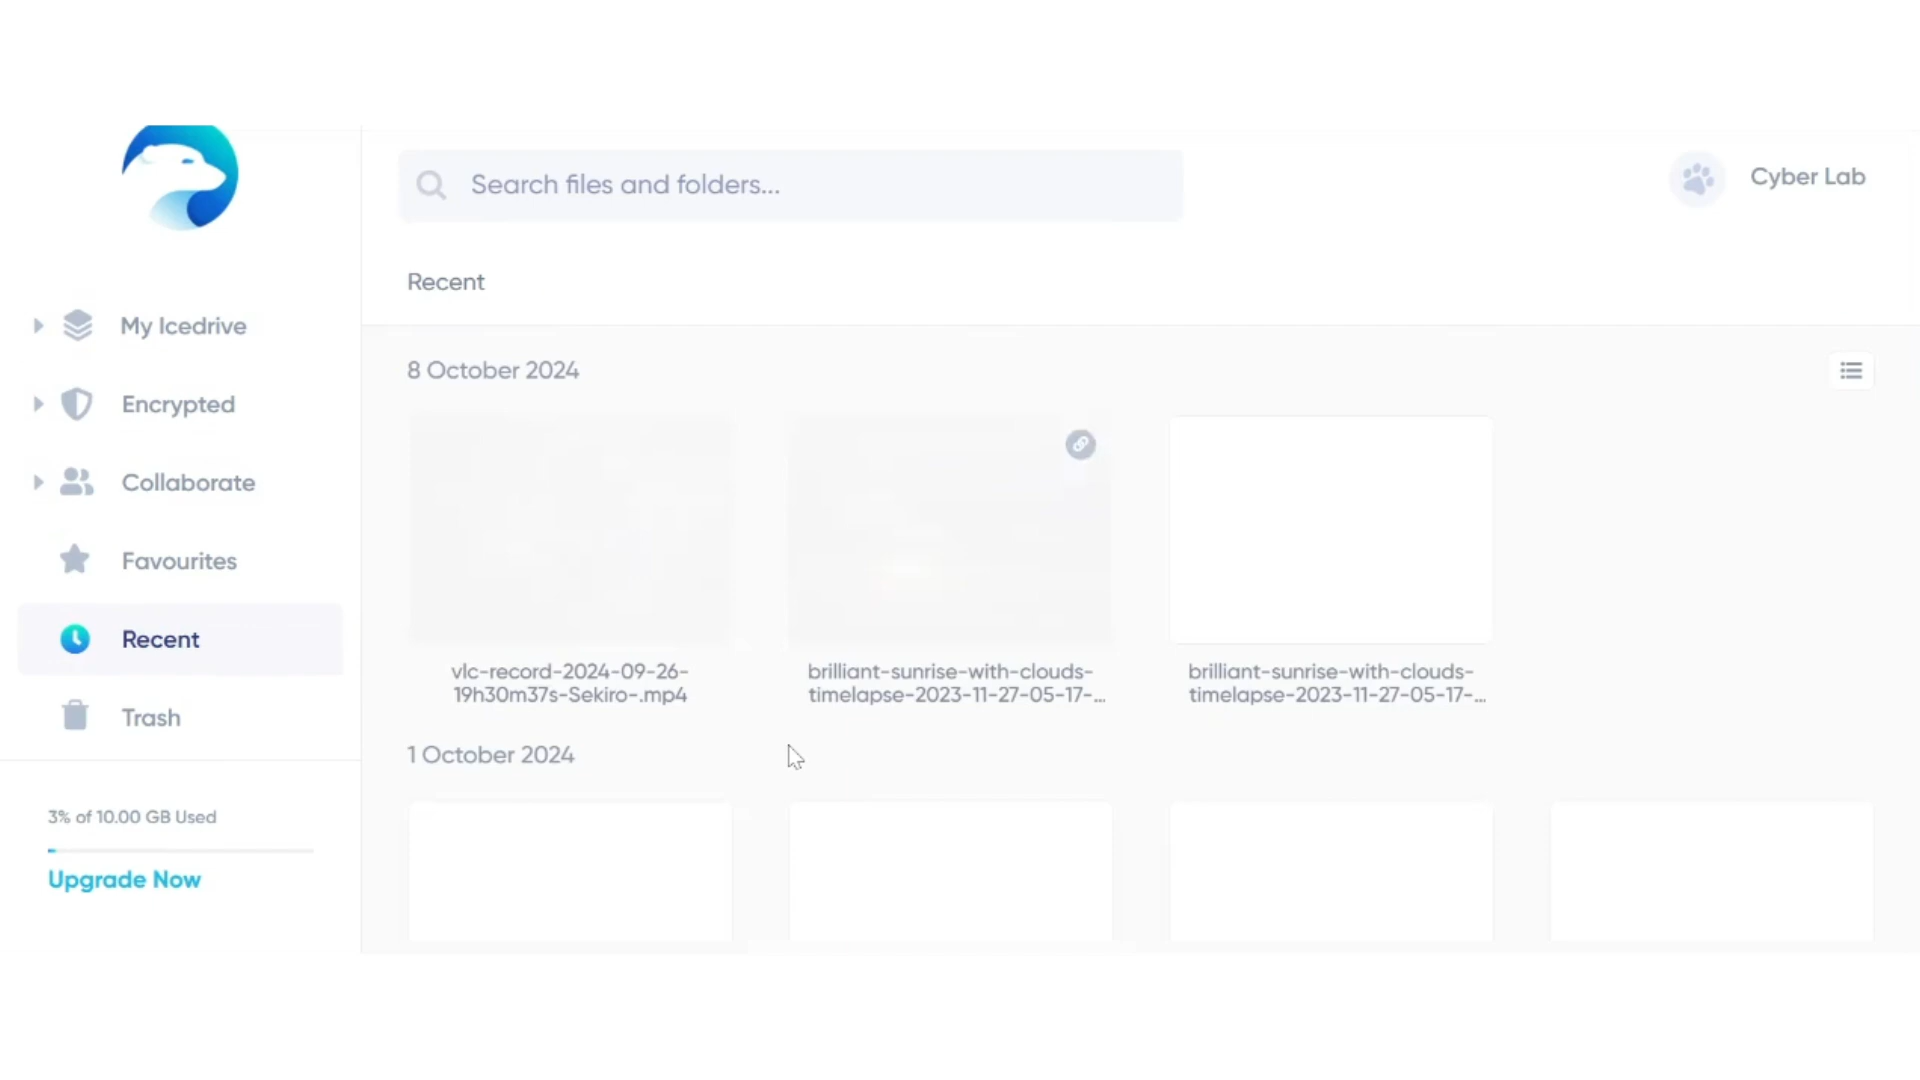 Search files and folders...
Cyber Lab
Recent
My Icedrive
Encrypted
Collaborate
Favourites
Recent
Trash
3% of 10.00 GB Used
Upgrade Now
8 October 2024
vlc-record-2024-09-26-
19h30m37s-Sekiro-.mp4
brilliant-sunrise-with-clouds-
timelapse-2023-11-27-05-17-...
brilliant-sunrise-with-clouds-
timelapse-2023-11-27-05-17-...
1 October 2024